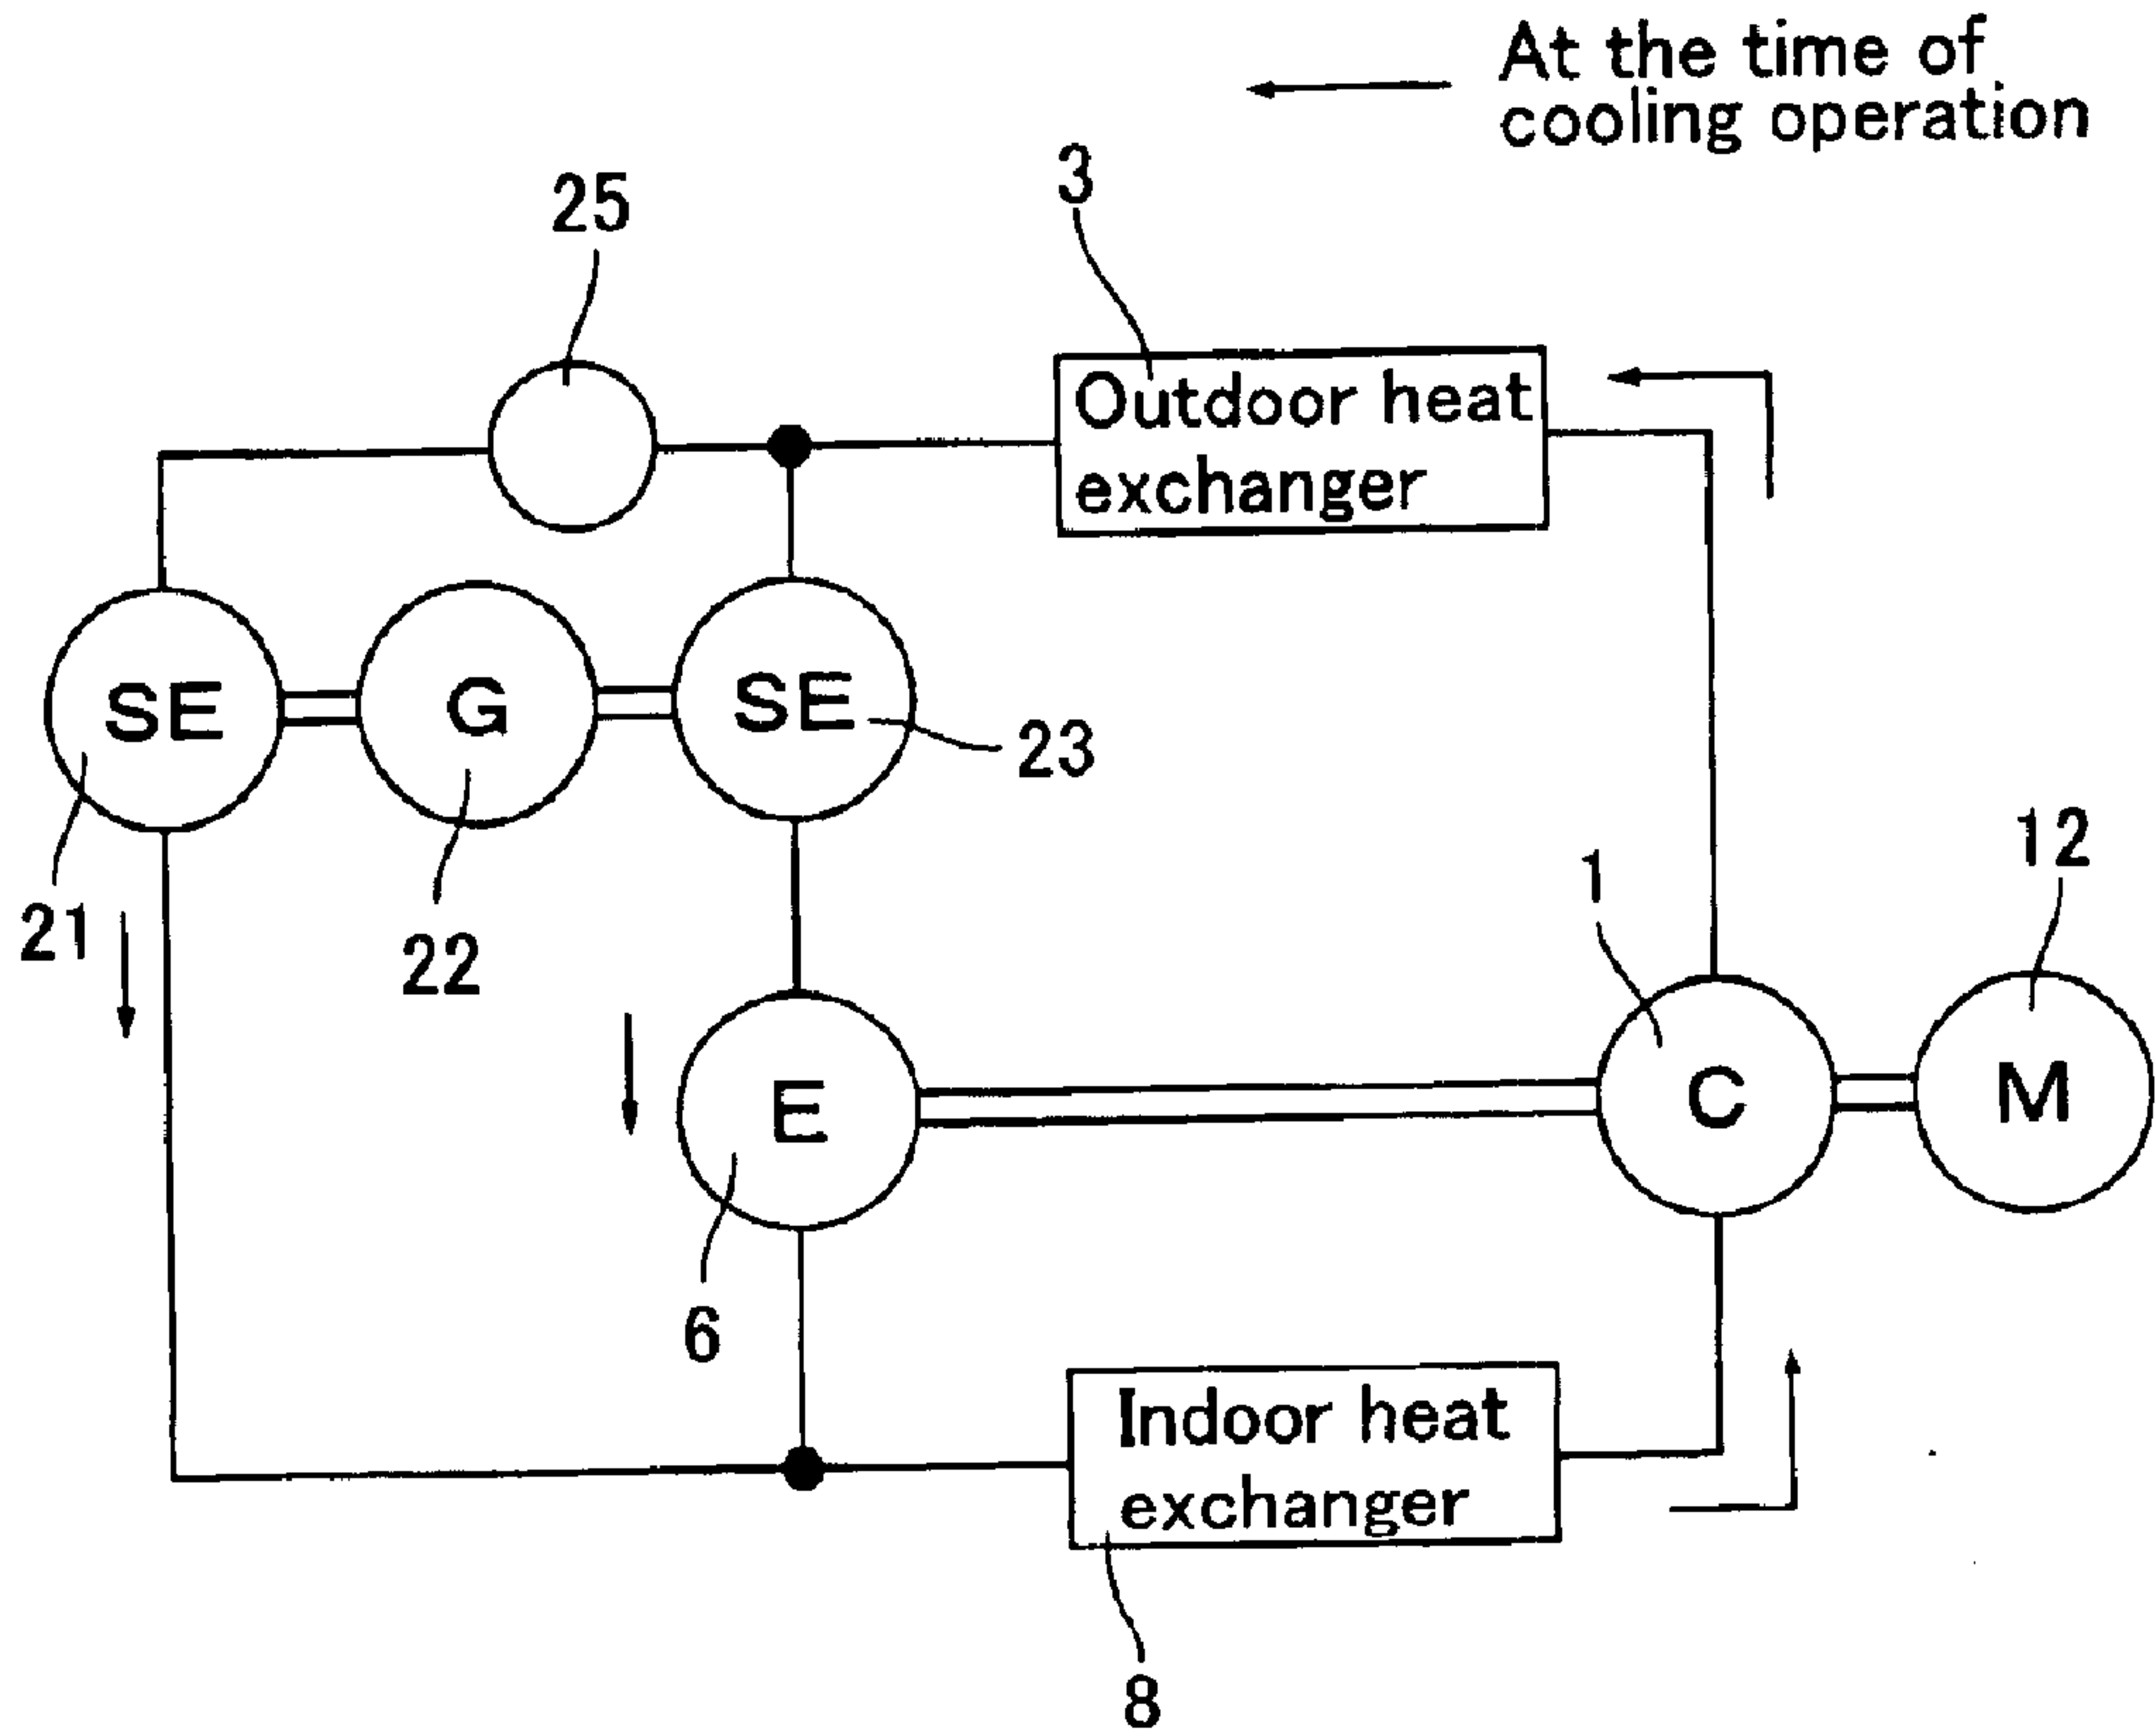 At the time of
cooling operation
3
25
Outdoor heat
exchanger
SE
G
SE
23
12
1
21
22
E
C
M
6
Indoor heat
exchanger
8